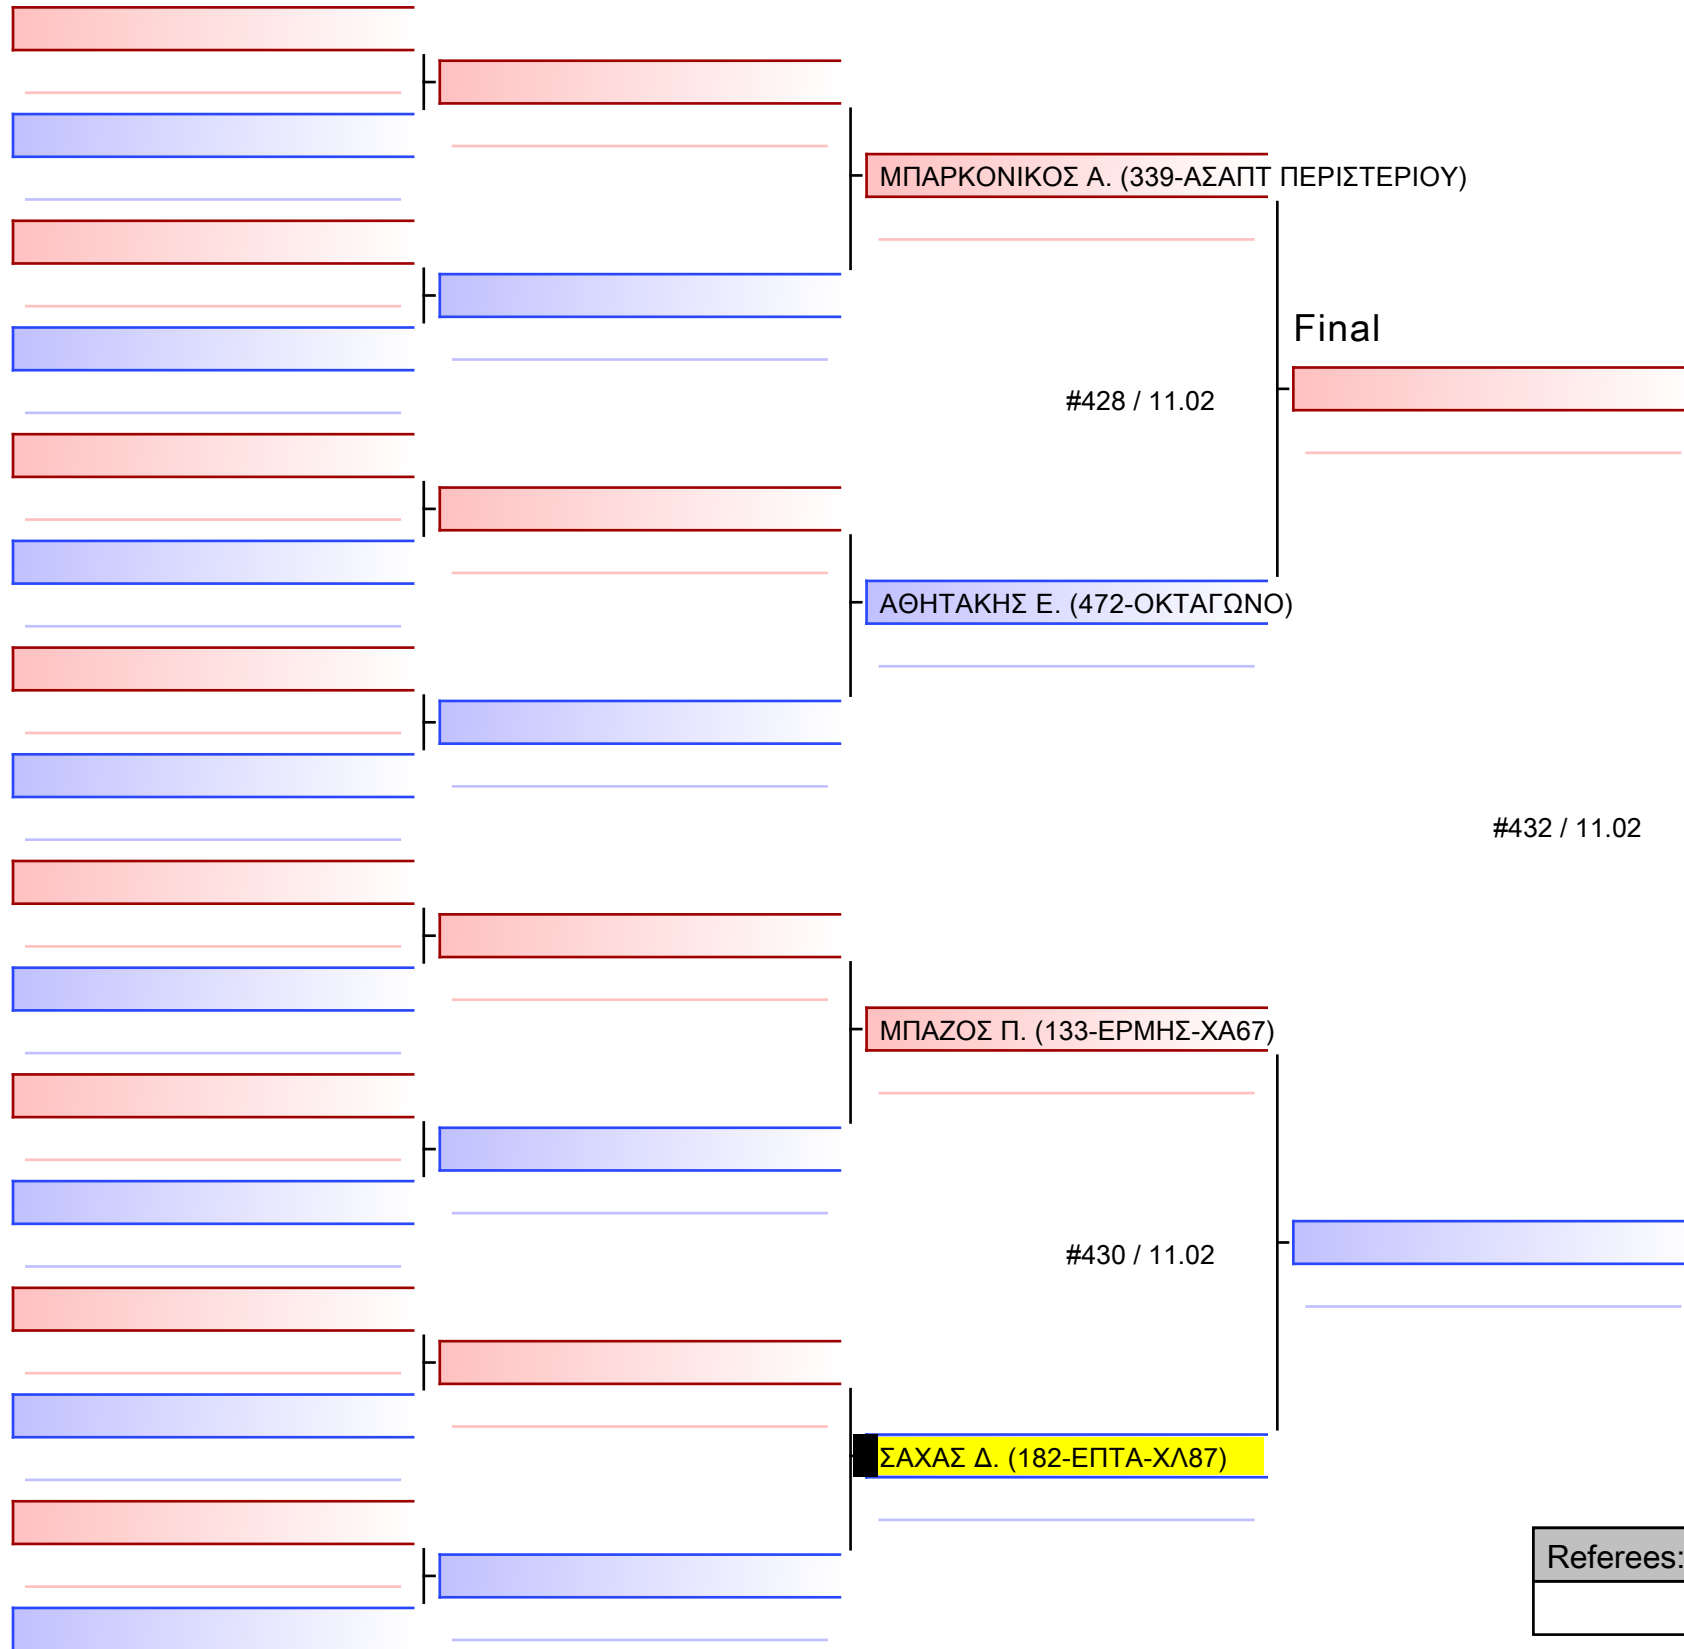 ΜΠΑΡΚΟΝΙΚΟΣ Α. (339-ΑΣΑΠΤ ΠΕΡΙΣΤΕΡΙΟΥ)
Final
#428 / 11.02
ΑΘΗΤΑΚΗΣ Ε. (472-ΟΚΤΑΓΩΝΟ)
#432 / 11.02
ΜΠΑΖΟΣ Π. (133-ΕΡΜΗΣ-ΧΑ67)
#430 / 11.02
ΣΑΧΑΣ Δ. (182-ΕΠΤΑ-ΧΛ87)
Referees: